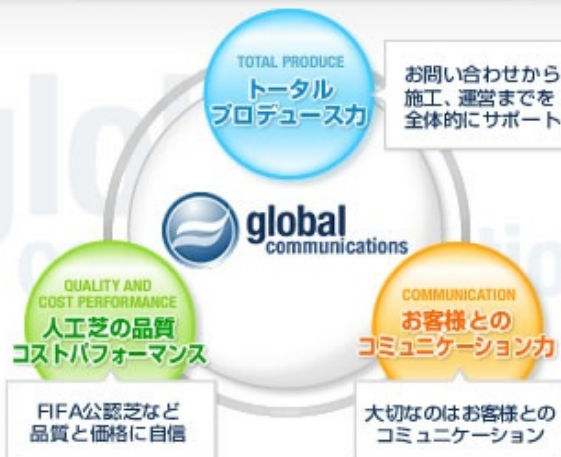 TOTAL PRODUCE
トータル
プロデュース力
お問い合わせから
施工、運営までを
全体的にサポート
global
communications
QUALITY AND
COST PERFORMANCE
人工芝の品質
コストパフォーマンス
FIFA公認芝など
品質と価格に自信
COMMUNICATION
お客様との
コミュニケーション力
大切なのはお客様との
コミュニケーション